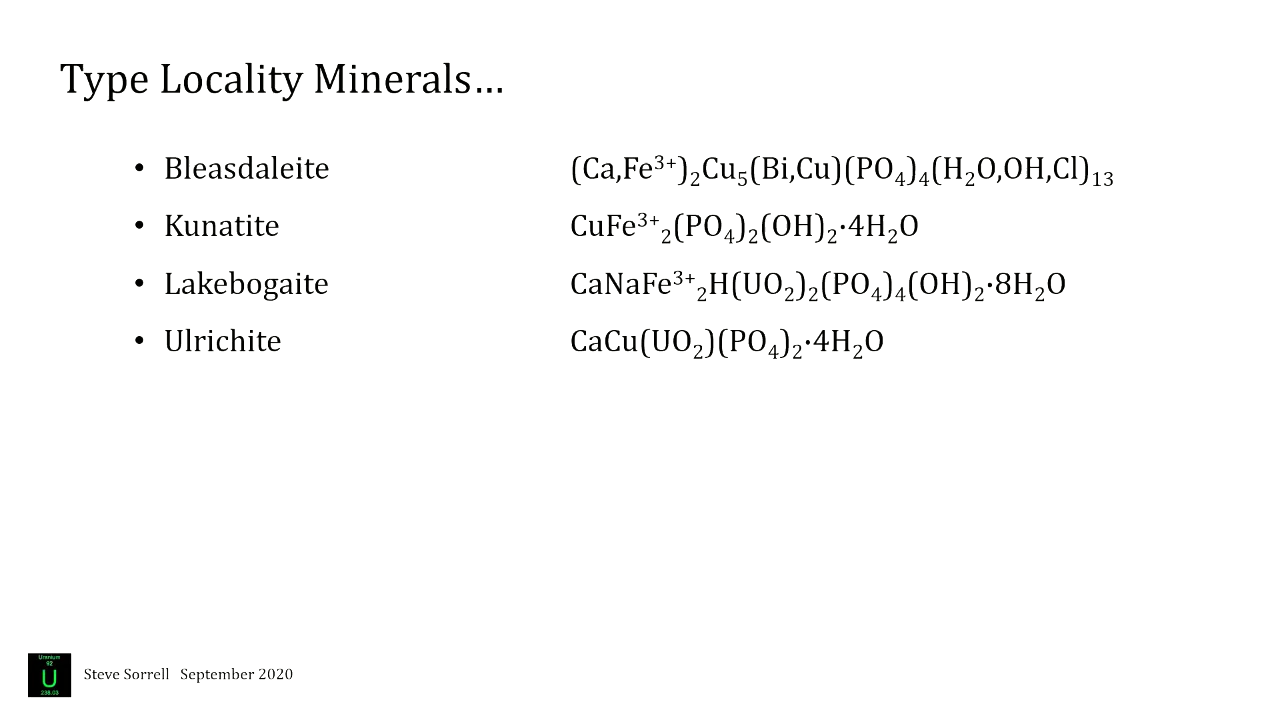 Type Locality Minerals…
• Bleasdaleite (Ca,Fe³⁺)₂Cu₅(Bi,Cu)(PO₄)₄(H₂O,OH,Cl)₁₃
• Kunatite CuFe³⁺₂(PO₄)₂(OH)₂·4H₂O
• Lakebogaite CaNaFe³⁺₂H(UO₂)₂(PO₄)₄(OH)₂·8H₂O
• Ulrichite CaCu(UO₂)(PO₄)₂·4H₂O
Uranium
92
U
238.03
Steve Sorrell September 2020